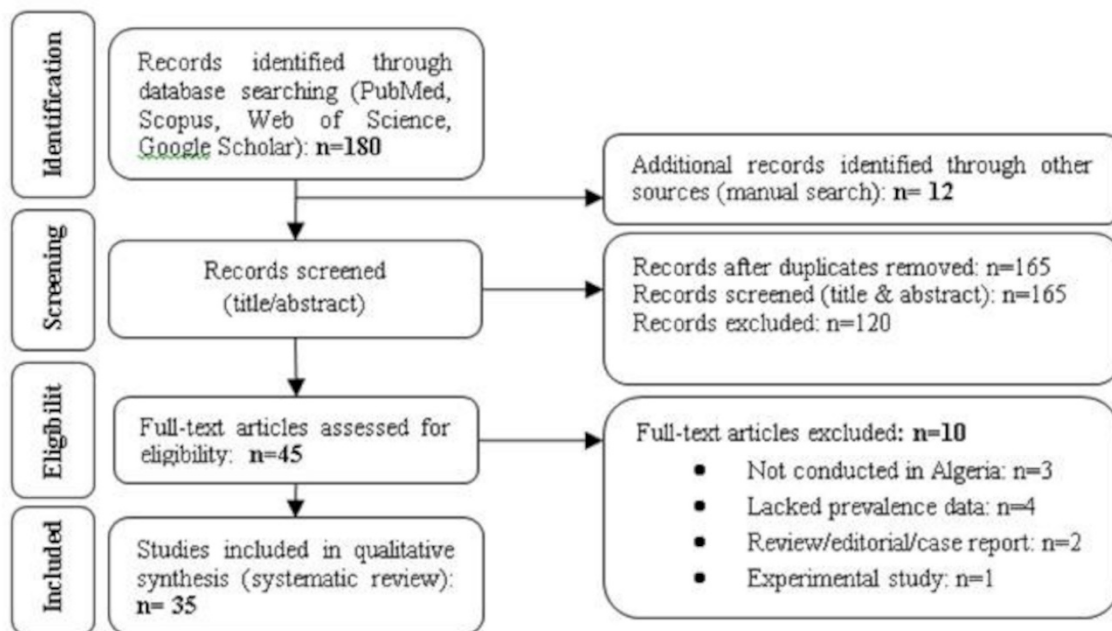 Identification
Records identified through
database searching (PubMed,
Scopus, Web of Science,
Google Scholar): n=180
Additional records identified through other
sources (manual search): n= 12
Screening
Records screened
(title/abstract)
Records after duplicates removed: n=165
Records screened (title & abstract): n=165
Records excluded: n=120
Eligibilit
Full-text articles assessed for
eligibility: n=45
Full-text articles excluded: n=10
• Not conducted in Algeria: n=3
• Lacked prevalence data: n=4
• Review/editorial/case report: n=2
• Experimental study: n=1
Included
Studies included in qualitative
synthesis (systematic review):
n= 35